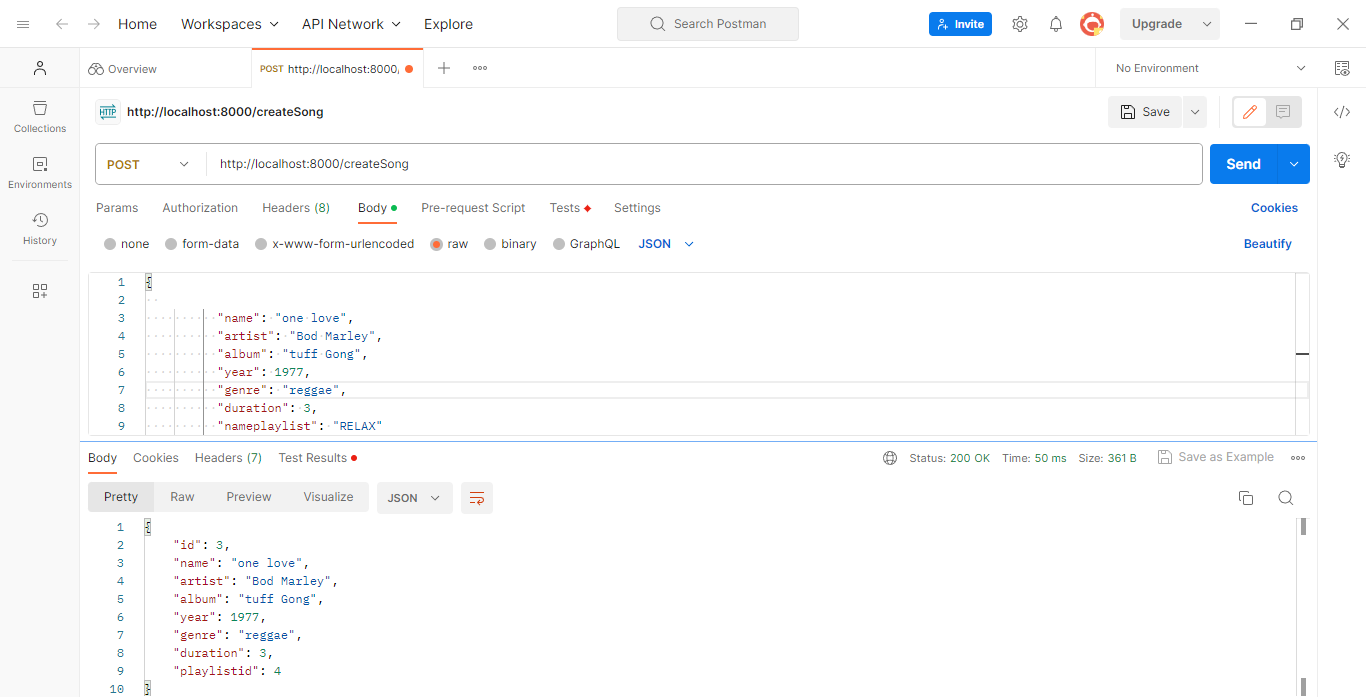 Home Workspaces API Network Explore Search Postman Invite Upgrade
Overview POST http://localhost:8000/ No Environment
HTTP http://localhost:8000/createSong Save
Collections
Environments
History
POST http://localhost:8000/createSong Send
Params Authorization Headers (8) Body Pre-request Script Tests Settings Cookies
none form-data x-www-form-urlencoded raw binary GraphQL JSON Beautify
1 {
2
3 "name": "one love",
4 "artist": "Bod Marley",
5 "album": "tuff Gong",
6 "year": 1977,
7 "genre": "reggae",
8 "duration": 3,
9 "nameplaylist": "RELAX"
Body Cookies Headers (7) Test Results Status: 200 OK Time: 50 ms Size: 361 B Save as Example
Pretty Raw Preview Visualize JSON
1 {
2 "id": 3,
3 "name": "one love",
4 "artist": "Bod Marley",
5 "album": "tuff Gong",
6 "year": 1977,
7 "genre": "reggae",
8 "duration": 3,
9 "playlistid": 4
10 }